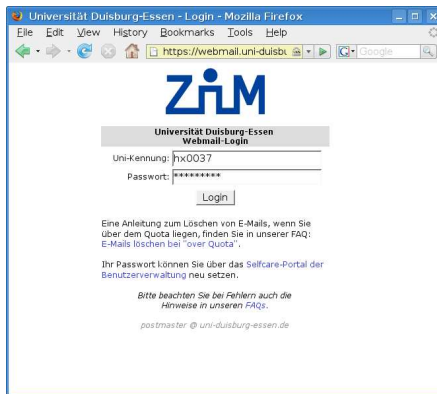 Universität Duisburg-Essen - Login - Mozilla Firefox
File Edit View History Bookmarks Tools Help
https://webmail.uni-duisbu Google
ZIM
Universität Duisburg-Essen
Webmail-Login
Uni-Kennung: hx0037
Passwort: *********
Login
Eine Anleitung zum Löschen von E-Mails, wenn Sie
über dem Quota liegen, finden Sie in unserer FAQ:
E-Mails löschen bei "over Quota".
Ihr Passwort können Sie über das Selfcare-Portal der
Benutzerverwaltung neu setzen.
Bitte beachten Sie bei Fehlern auch die
Hinweise in unseren FAQs.
postmaster @ uni-duisburg-essen.de